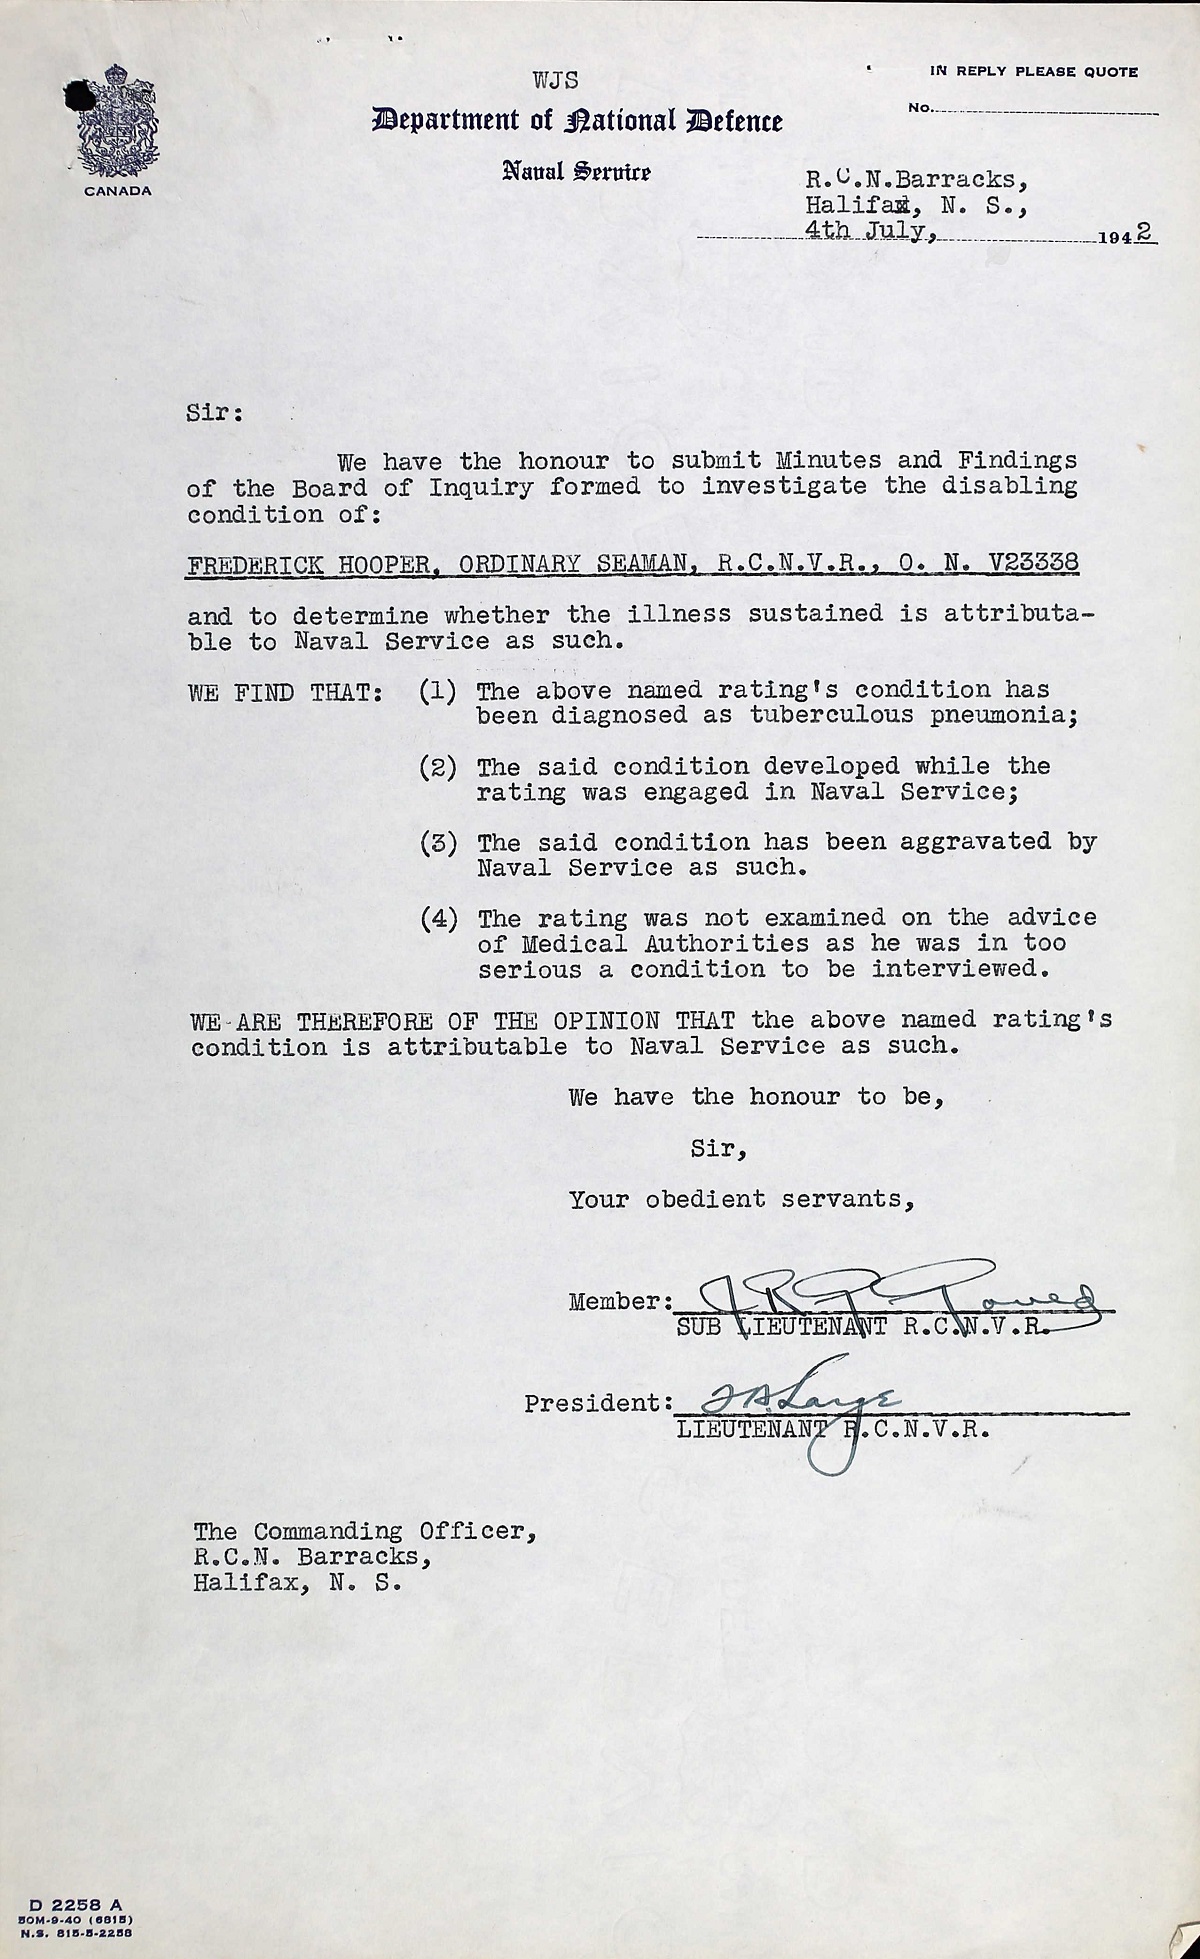 WJS
IN REPLY PLEASE QUOTE
No.
Department of National Defence
Naval Service
CANADA
R.C.N.Barracks,
Halifax, N. S.,
4th July, 1942
Sir:
We have the honour to submit Minutes and Findings
of the Board of Inquiry formed to investigate the disabling
condition of:
FREDERICK HOOPER, ORDINARY SEAMAN, R.C.N.V.R., O. N. V23338
and to determine whether the illness sustained is attributa-
ble to Naval Service as such.
WE FIND THAT: (1) The above named rating's condition has
been diagnosed as tuberculous pneumonia;
(2) The said condition developed while the
rating was engaged in Naval Service;
(3) The said condition has been aggravated by
Naval Service as such.
(4) The rating was not examined on the advice
of Medical Authorities as he was in too
serious a condition to be interviewed.
WE ARE THEREFORE OF THE OPINION THAT the above named rating's
condition is attributable to Naval Service as such.
We have the honour to be,
Sir,
Your obedient servants,
Member:
SUB LIEUTENANT R.C.N.V.R.
President:
LIEUTENANT R.C.N.V.R.
The Commanding Officer,
R.C.N. Barracks,
Halifax, N. S.
D 2258 A
50M-9-40 (6815)
N.S. 815-5-2258